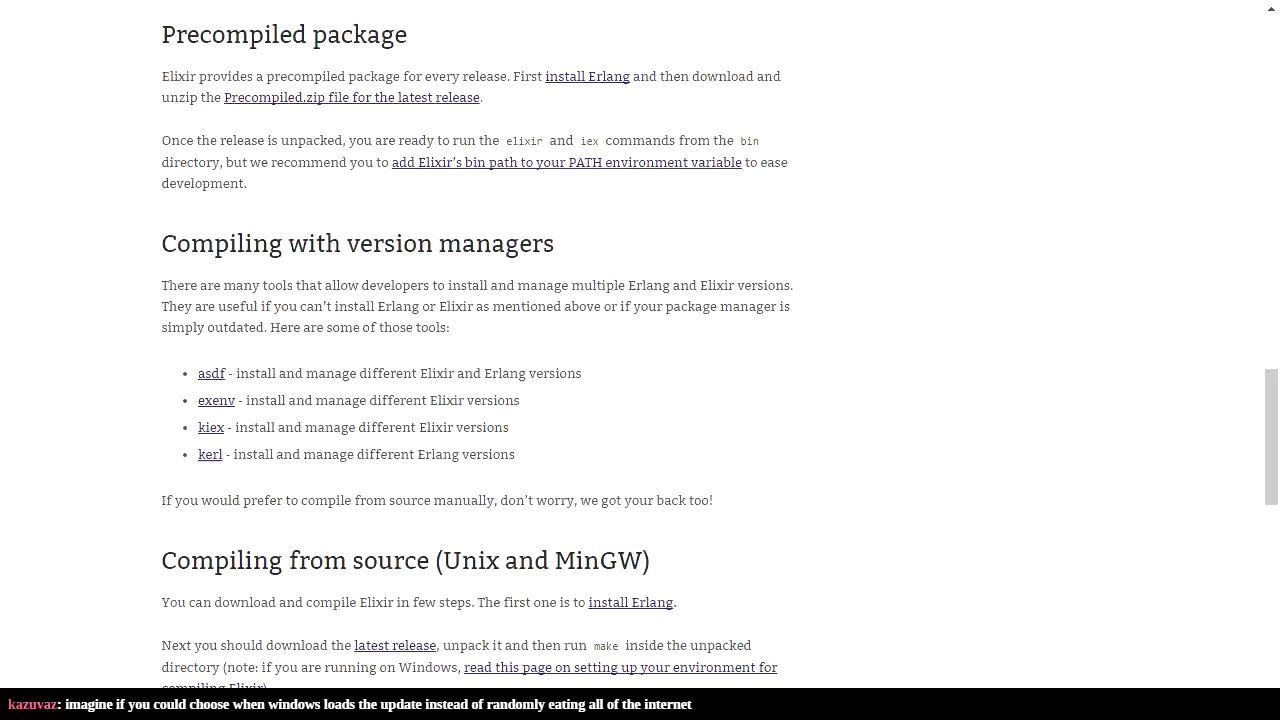 Precompiled package
Elixir provides a precompiled package for every release. First install Erlang and then download and
unzip the Precompiled.zip file for the latest release.
Once the release is unpacked, you are ready to run the elixir and iex commands from the bin
directory, but we recommend you to add Elixir’s bin path to your PATH environment variable to ease
development.
Compiling with version managers
There are many tools that allow developers to install and manage multiple Erlang and Elixir versions.
They are useful if you can’t install Erlang or Elixir as mentioned above or if your package manager is
simply outdated. Here are some of those tools:
• asdf - install and manage different Elixir and Erlang versions
• exenv - install and manage different Elixir versions
• kiex - install and manage different Elixir versions
• kerl - install and manage different Erlang versions
If you would prefer to compile from source manually, don’t worry, we got your back too!
Compiling from source (Unix and MinGW)
You can download and compile Elixir in few steps. The first one is to install Erlang.
Next you should download the latest release, unpack it and then run make inside the unpacked
directory (note: if you are running on Windows, read this page on setting up your environment for
compiling Elixir)
kazuvaz: imagine if you could choose when windows loads the update instead of randomly eating all of the internet